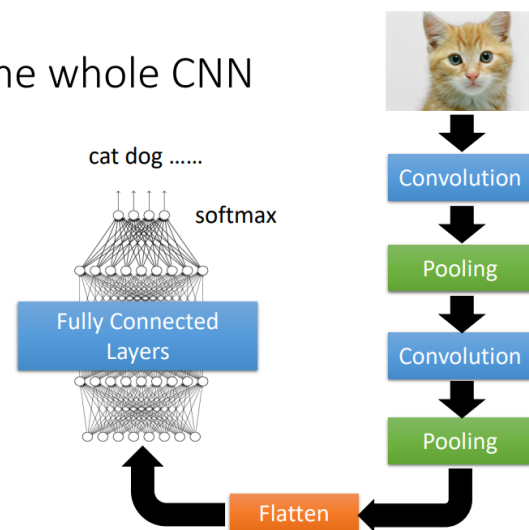 he whole CNN
cat dog ......
softmax
Convolution
Pooling
Fully Connected
Layers
Convolution
Pooling
Flatten